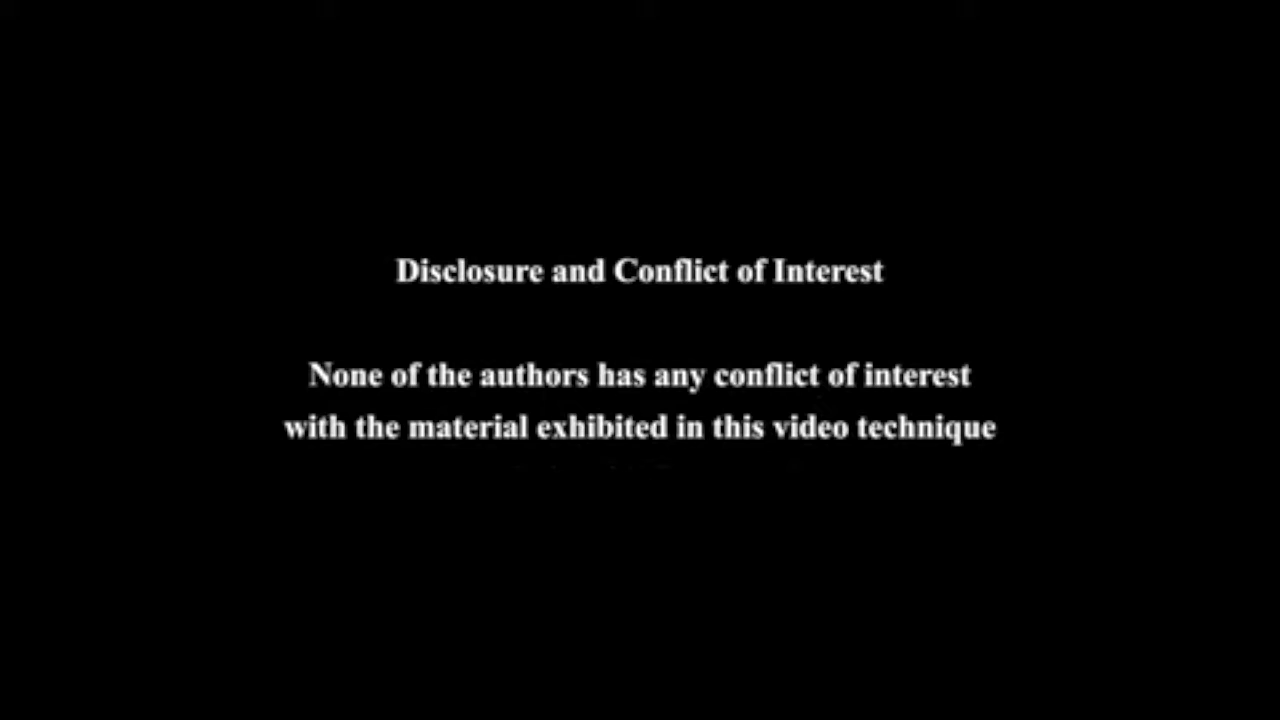 Disclosure and Conflict of Interest
None of the authors has any conflict of interest
with the material exhibited in this video technique